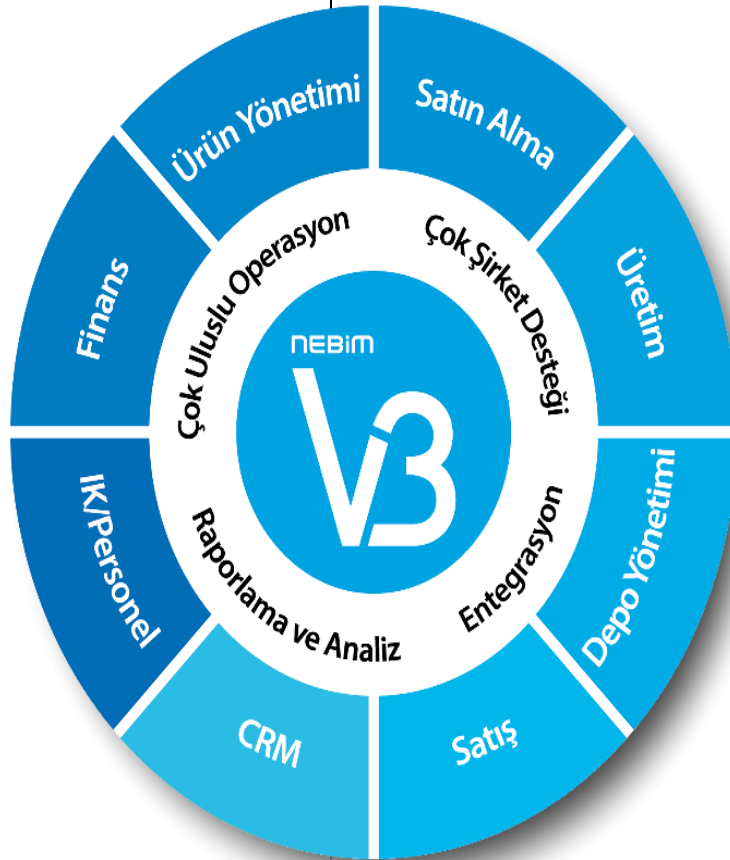 Ürün Yönetimi
Satın Alma
Üretim
Depo Yönetimi
Satış
CRM
IK/Personel
Finans
Çok Uluslu Operasyon
Çok Şirket Desteği
Entegrasyon
Raporlama ve Analiz
NEBiM
V3